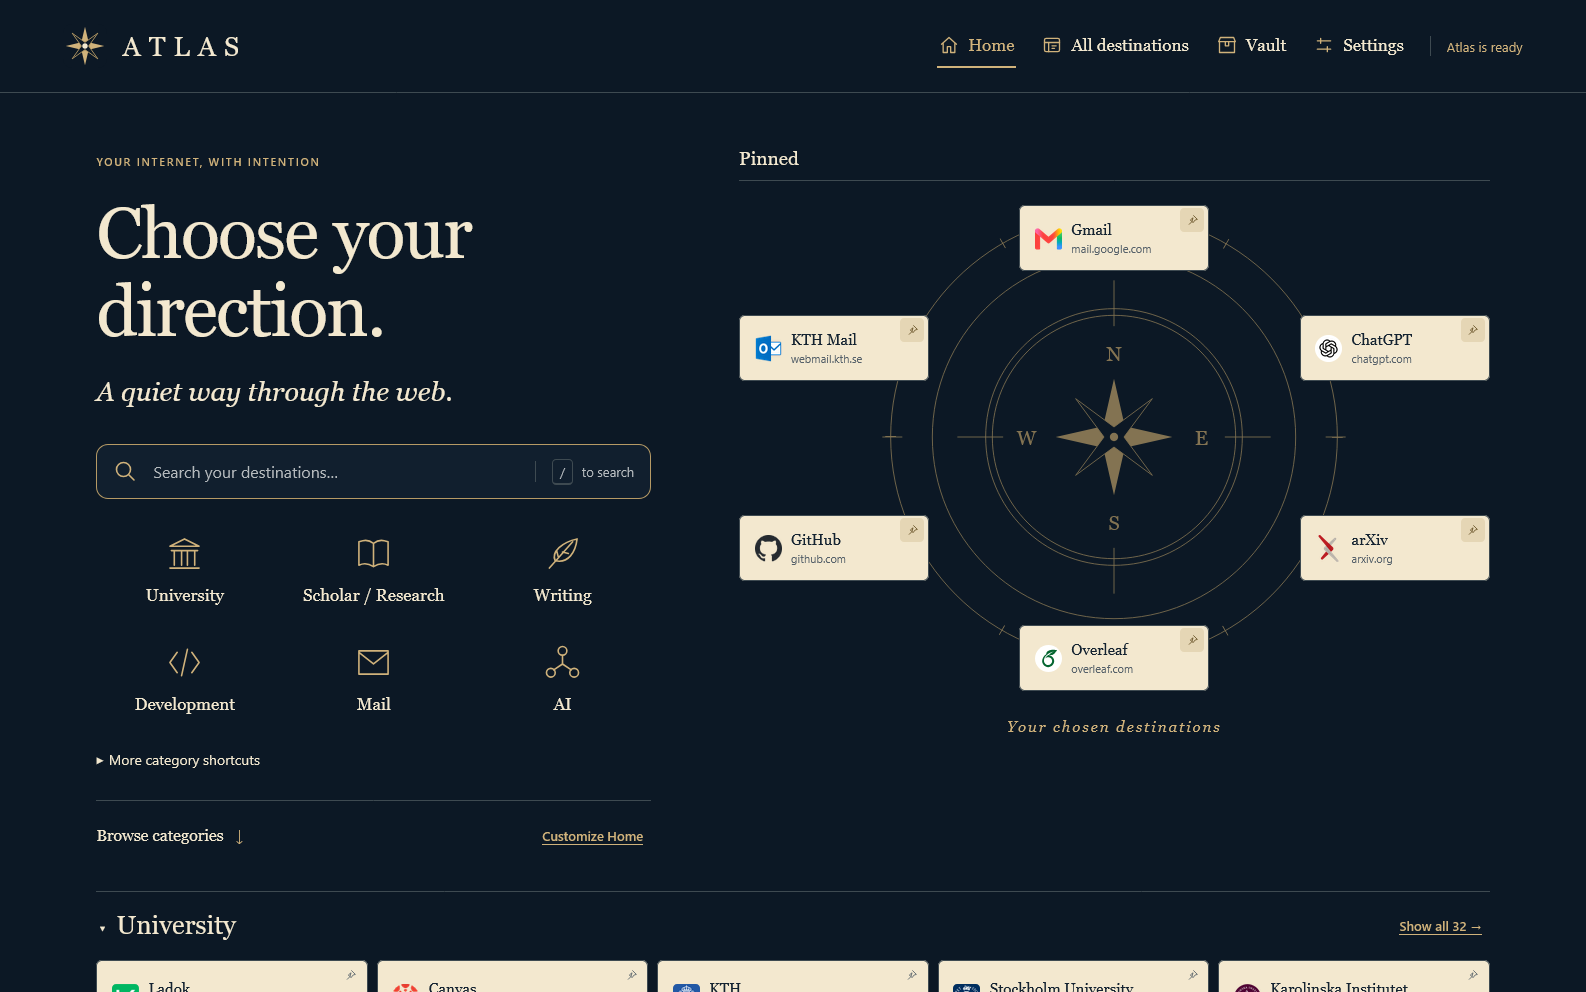 ATLAS
Home
All destinations
Vault
Settings
Atlas is ready
YOUR INTERNET, WITH INTENTION
Choose your
direction.
A quiet way through the web.
Search your destinations...
/ to search
University
Scholar / Research
Writing
Development
Mail
AI
▸ More category shortcuts
Browse categories ↓
Customize Home
Pinned
Gmail
mail.google.com
KTH Mail
webmail.kth.se
ChatGPT
chatgpt.com
N
W
E
S
GitHub
github.com
arXiv
arxiv.org
Overleaf
overleaf.com
Your chosen destinations
▾ University
Show all 32 →
Ladok
Canvas
KTH
Stockholm University
Karolinska Institutet